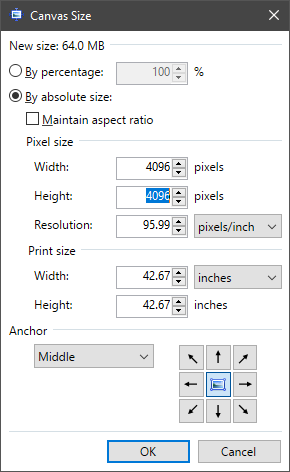 Canvas Size
New size: 64.0 MB
By percentage: 100 %
By absolute size:
Maintain aspect ratio
Pixel size
Width: 4096 pixels
Height: 4096 pixels
Resolution: 95.99 pixels/inch
Print size
Width: 42.67 inches
Height: 42.67 inches
Anchor
Middle
OK Cancel